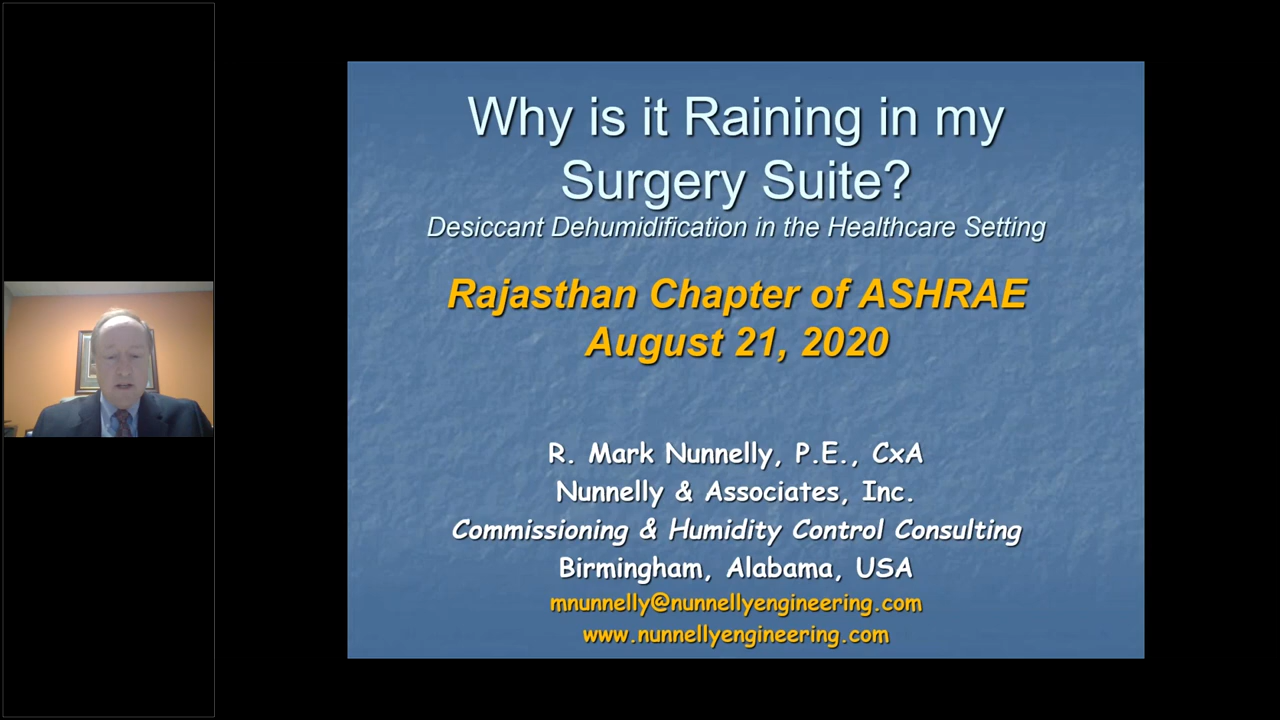 Why is it Raining in my
Surgery Suite?
Desiccant Dehumidification in the Healthcare Setting
Rajasthan Chapter of ASHRAE
August 21, 2020
R. Mark Nunnelly, P.E., CxA
Nunnelly & Associates, Inc.
Commissioning & Humidity Control Consulting
Birmingham, Alabama, USA
mnunnelly@nunnellyengineering.com
www.nunnellyengineering.com